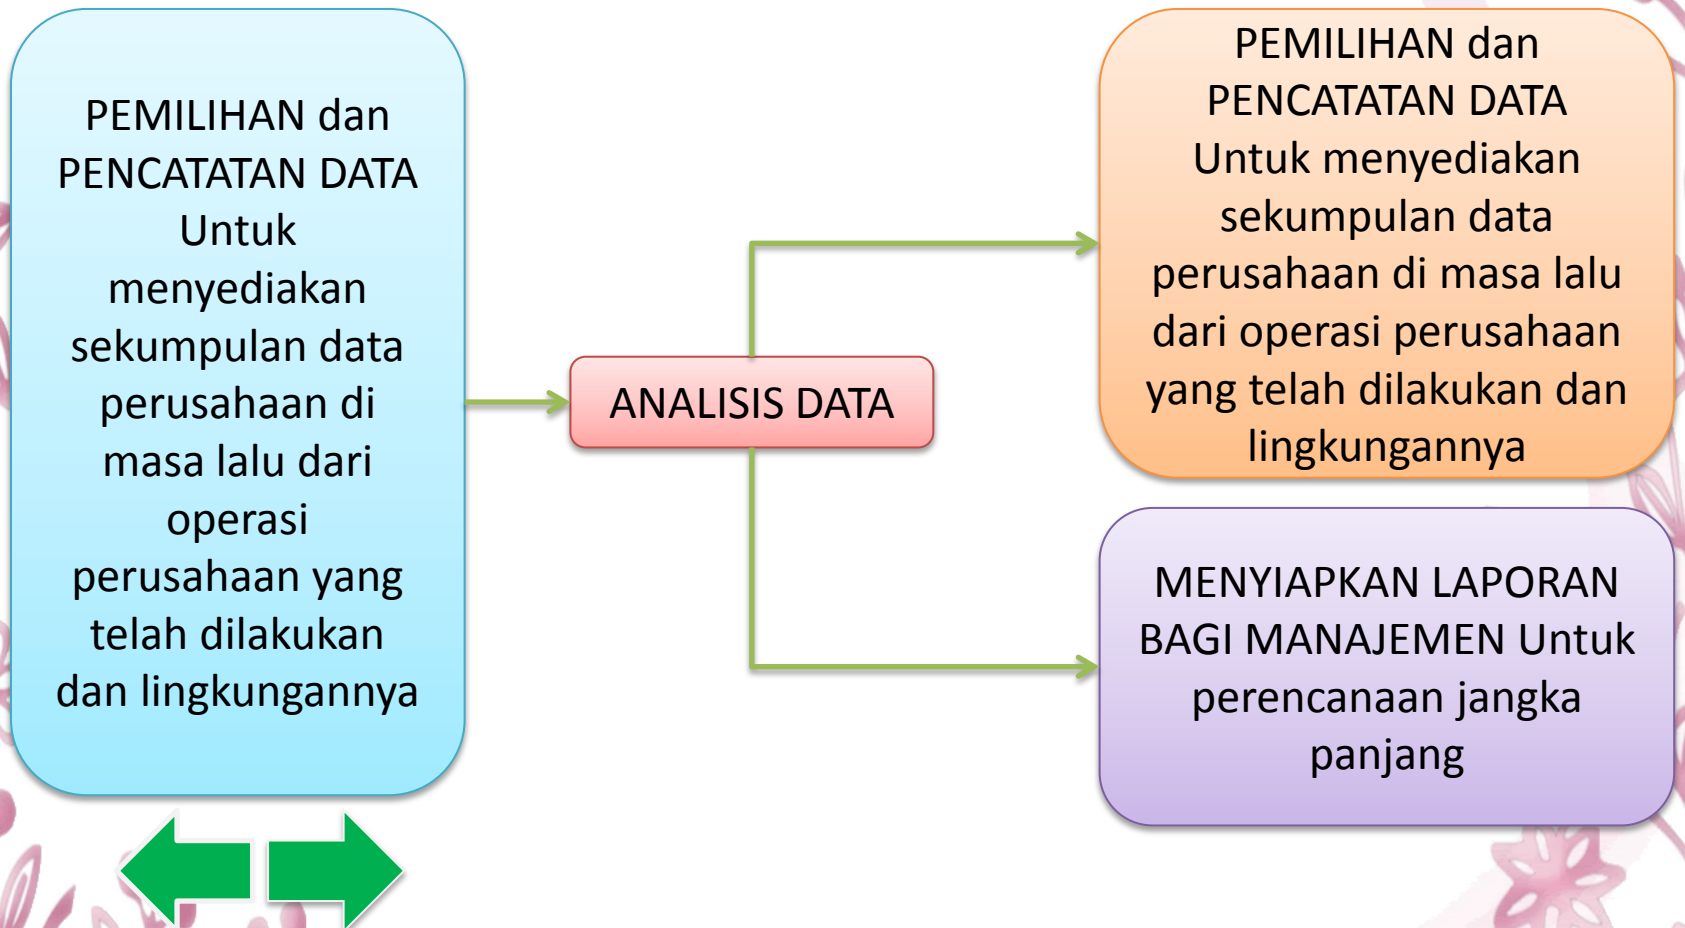 PEMILIHAN dan
PENCATATAN DATA
Untuk
menyediakan
sekumpulan data
perusahaan di
masa lalu dari
operasi
perusahaan yang
telah dilakukan
dan lingkungannya
ANALISIS DATA
PEMILIHAN dan
PENCATATAN DATA
Untuk menyediakan
sekumpulan data
perusahaan di masa lalu
dari operasi perusahaan
yang telah dilakukan dan
lingkungannya
MENYIAPKAN LAPORAN
BAGI MANAJEMEN Untuk
perencanaan jangka
panjang